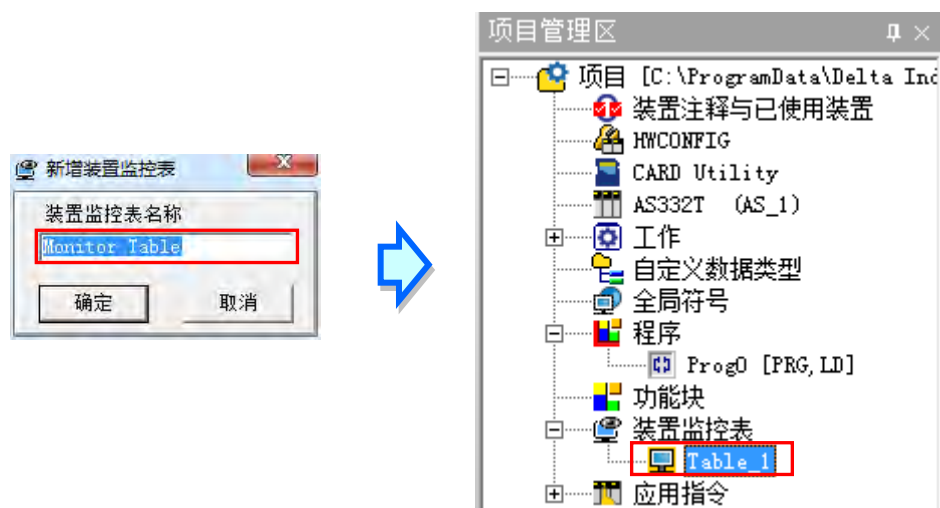 新增装置监控表
装置监控表名称
Monitor Table
确定
取消
项目管理区
项目 [C:\ProgramData\Delta Ind
装置注释与已使用装置
HWCONFIG
CARD Utility
AS332T (AS_1)
工作
自定义数据类型
全局符号
程序
Prog0 [PRG,LD]
功能块
装置监控表
Table_1
应用指令